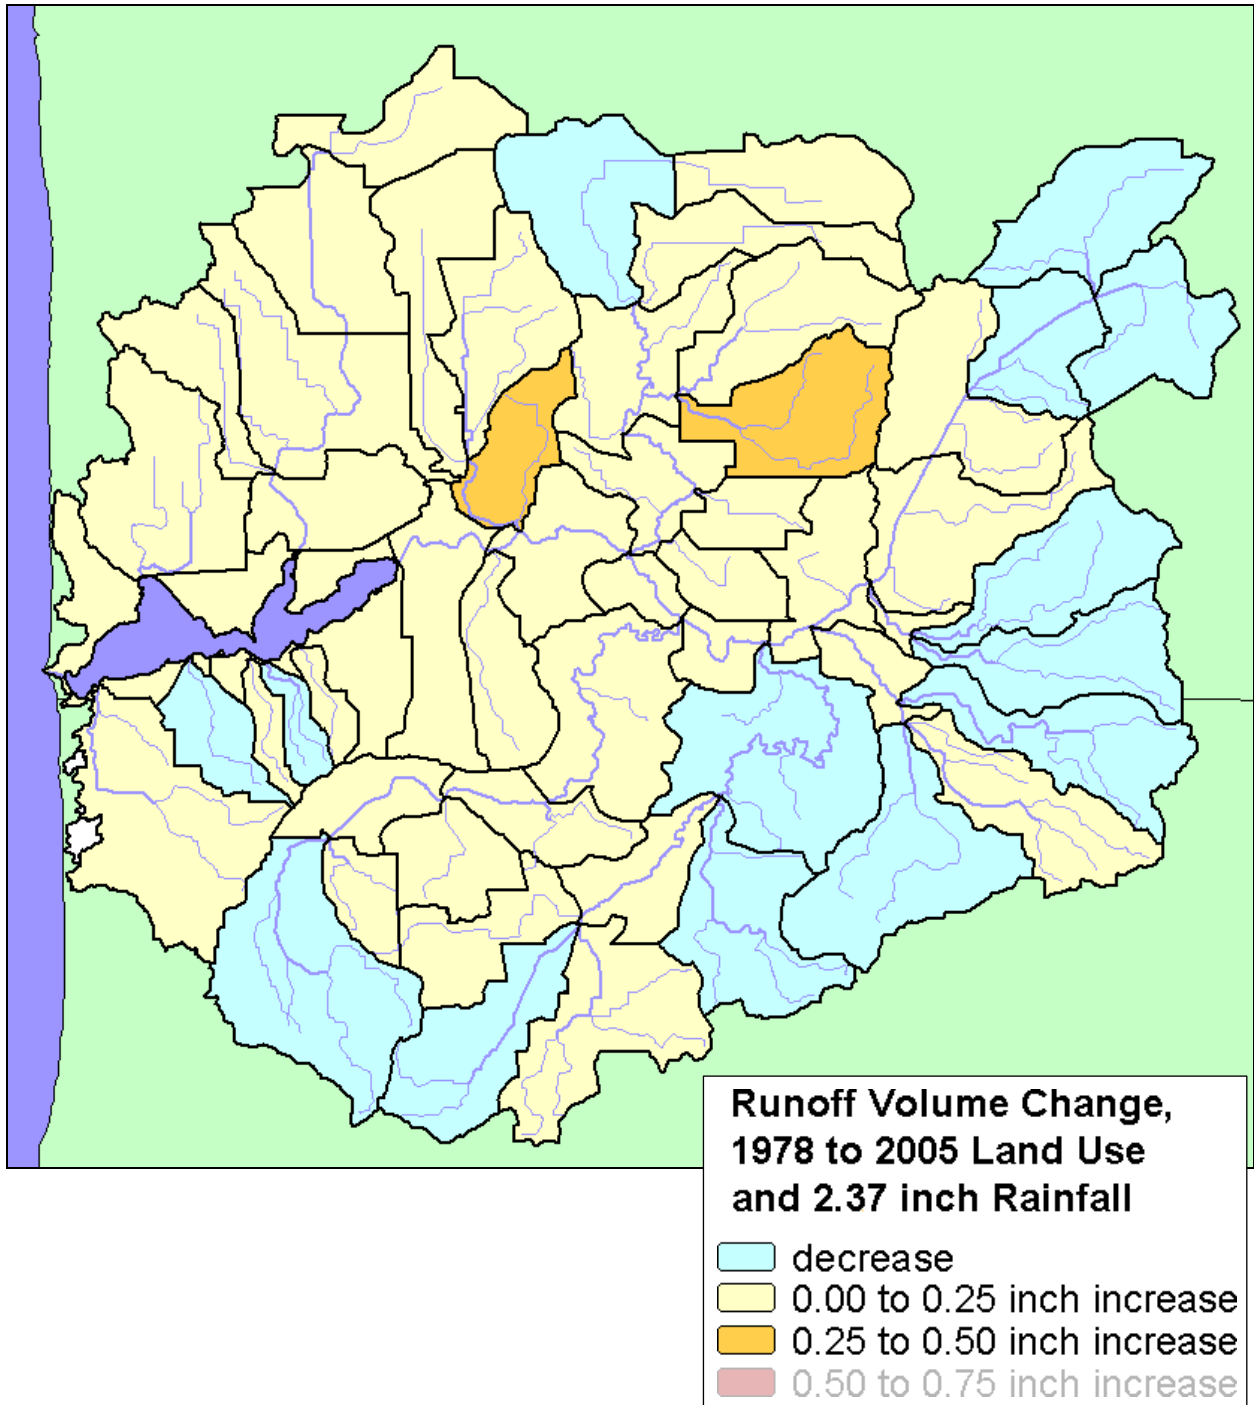 Runoff Volume Change,
1978 to 2005 Land Use
and 2.37 inch Rainfall
decrease
0.00 to 0.25 inch increase
0.25 to 0.50 inch increase
0.50 to 0.75 inch increase